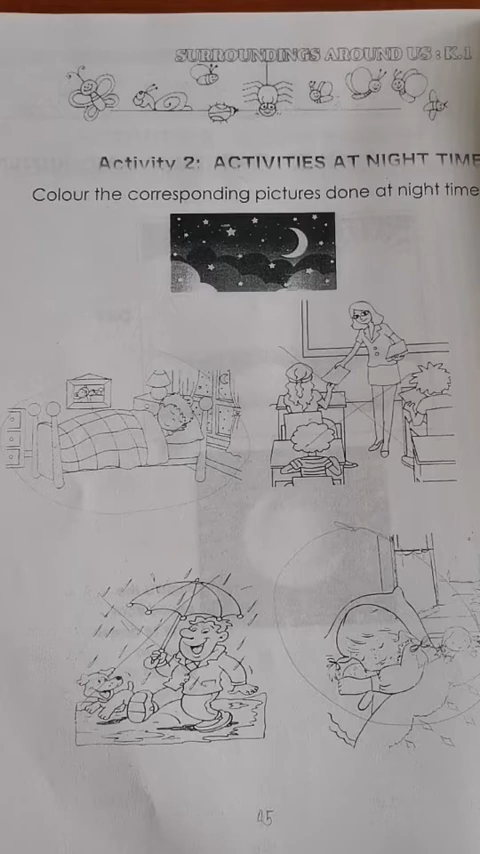 SURROUNDINGS AROUND US : K.1
Activity 2: ACTIVITIES AT NIGHT TIME
Colour the corresponding pictures done at night time
45